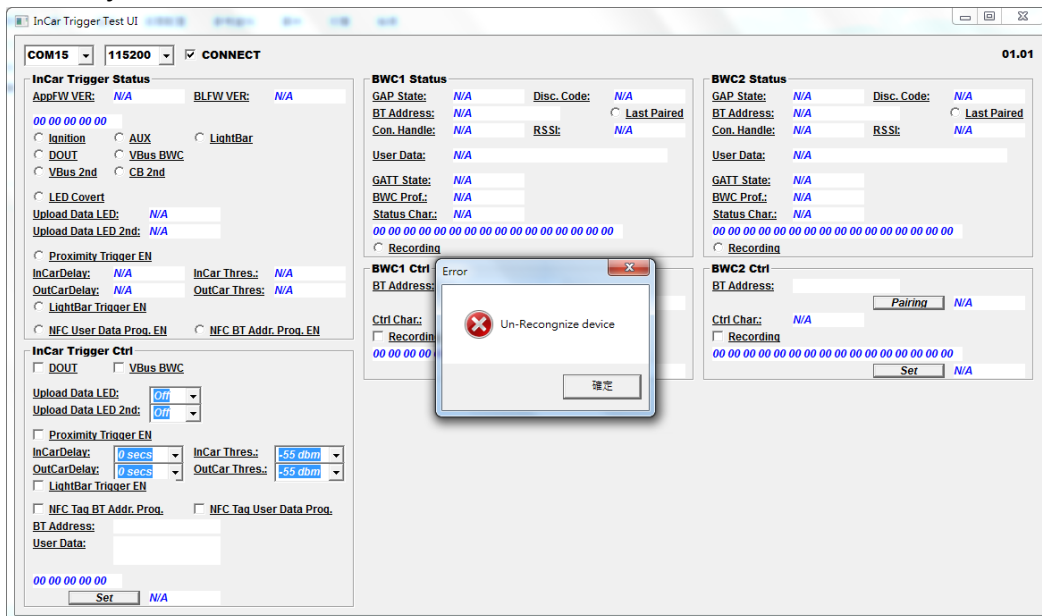 InCar Trigger Test UI
COM15 115200 CONNECT 01.01
InCar Trigger Status
AppFW VER: N/A BLFW VER: N/A
00 00 00 00 00
Ignition AUX LightBar
DOUT VBus BWC
VBus 2nd CB 2nd
LED Covert
Upload Data LED: N/A
Upload Data LED 2nd: N/A
Proximity Trigger EN
InCarDelay: N/A InCar Thres.: N/A
OutCarDelay: N/A OutCar Thres: N/A
LightBar Trigger EN
NFC User Data Prog. EN NFC BT Addr. Prog. EN
InCar Trigger Ctrl
DOUT VBus BWC
Upload Data LED: Off
Upload Data LED 2nd: Off
Proximity Trigger EN
InCarDelay: 0 secs InCar Thres.: -55 dbm
OutCarDelay: 0 secs OutCar Thres.: -55 dbm
LightBar Trigger EN
NFC Tag BT Addr. Prog. NFC Tag User Data Prog.
BT Address:
User Data:
00 00 00 00 00
Set N/A
BWC1 Status
GAP State: N/A Disc. Code: N/A
BT Address: N/A Last Paired
Con. Handle: N/A RSSI: N/A
User Data: N/A
GATT State: N/A
BWC Prof.: N/A
Status Char.: N/A
00 00 00 00 00 00 00 00 00 00 00 00 00 00 00 00
Recording
BWC1 Ctrl
BT Address:
Ctrl Char.:
Recording
00 00 00 00
BWC2 Status
GAP State: N/A Disc. Code: N/A
BT Address: N/A Last Paired
Con. Handle: N/A RSSI: N/A
User Data: N/A
GATT State: N/A
BWC Prof.: N/A
Status Char.: N/A
00 00 00 00 00 00 00 00 00 00 00 00 00 00 00 00
Recording
BWC2 Ctrl
BT Address:
Pairing N/A
Ctrl Char.: N/A
Recording
00 00 00 00 00 00 00 00 00 00 00 00 00 00 00 00
Set N/A
Error
Un-Recongnize device
確定